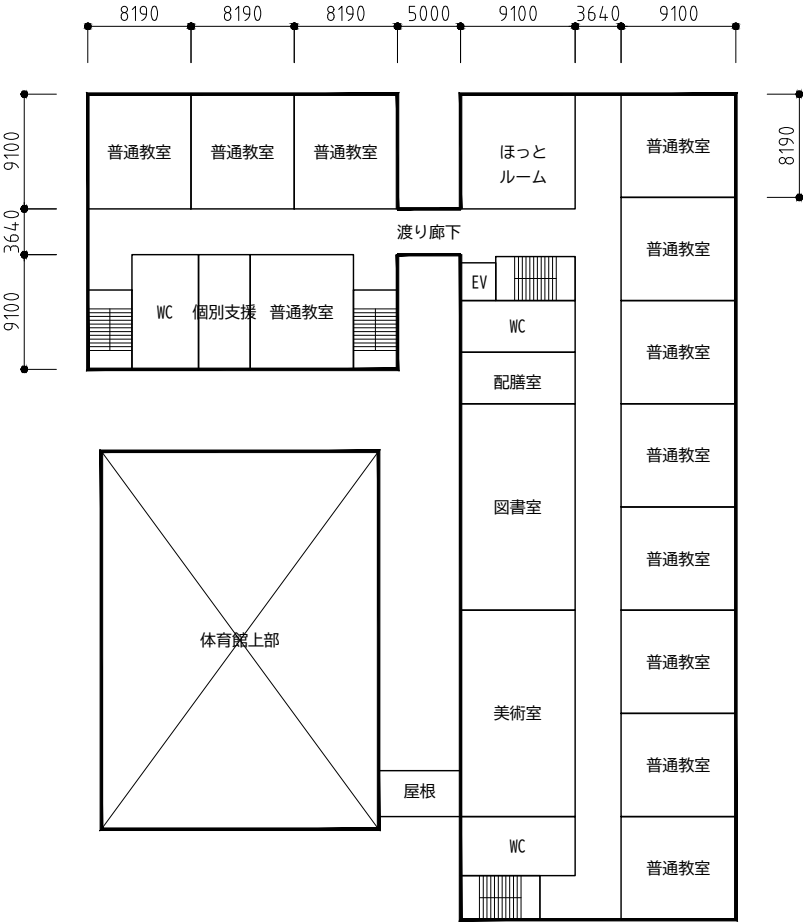 8190 8190 8190 5000 9100 3640 9100
9100
3640
9100
8190
普通教室 普通教室 普通教室
ほっと
ルーム
普通教室
渡り廊下
普通教室
EV
WC 個別支援 普通教室
WC
普通教室
配膳室
普通教室
図書室
普通教室
体育館上部
普通教室
美術室
普通教室
屋根
WC
普通教室